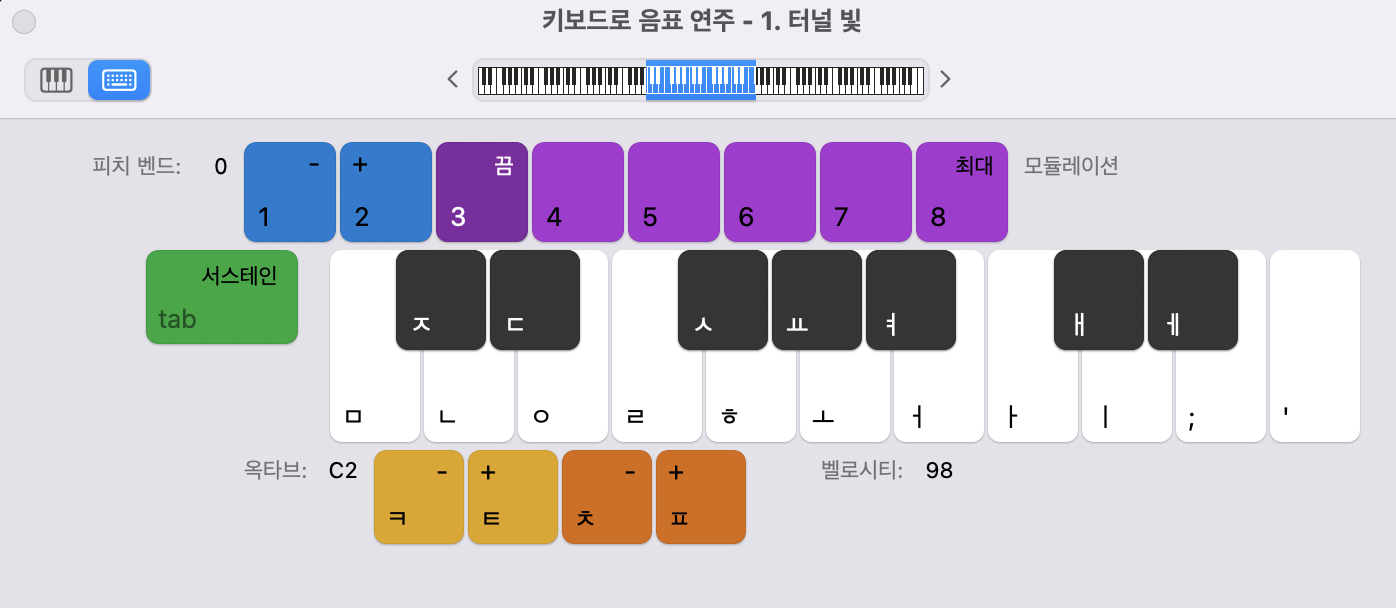 키보드로 음표 연주 - 1. 터널 빛
피치 벤드: 0 - + 끔 최대 모듈레이션
1 2 3 4 5 6 7 8
서스테인
tab
ㅈ ㄷ ㅅ ㅛ ㅕ ㅐ ㅔ
ㅁ ㄴ ㅇ ㄹ ㅎ ㅗ ㅓ ㅏ ㅣ ; '
옥타브: C2 - + - + 벨로시티: 98
ㅋ ㅌ ㅊ ㅍ